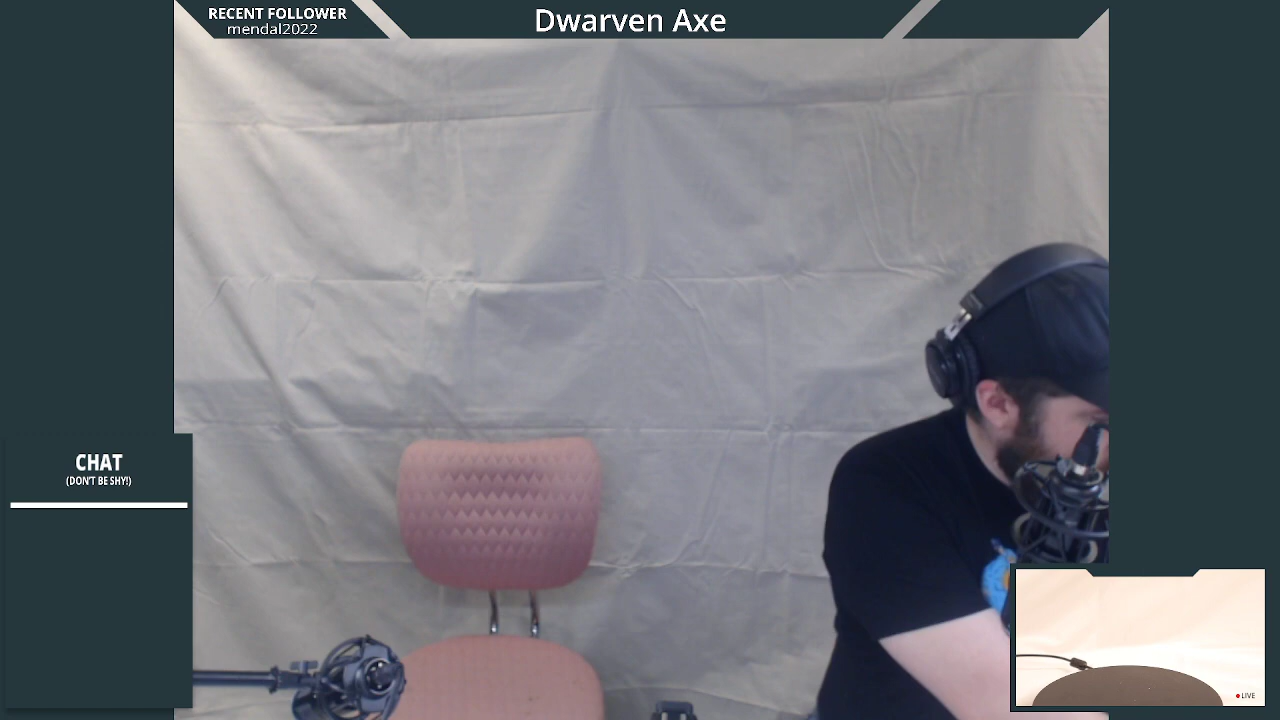 RECENT FOLLOWER
mendal2022
Dwarven Axe
CHAT
(DON'T BE SHY!)
LIVE